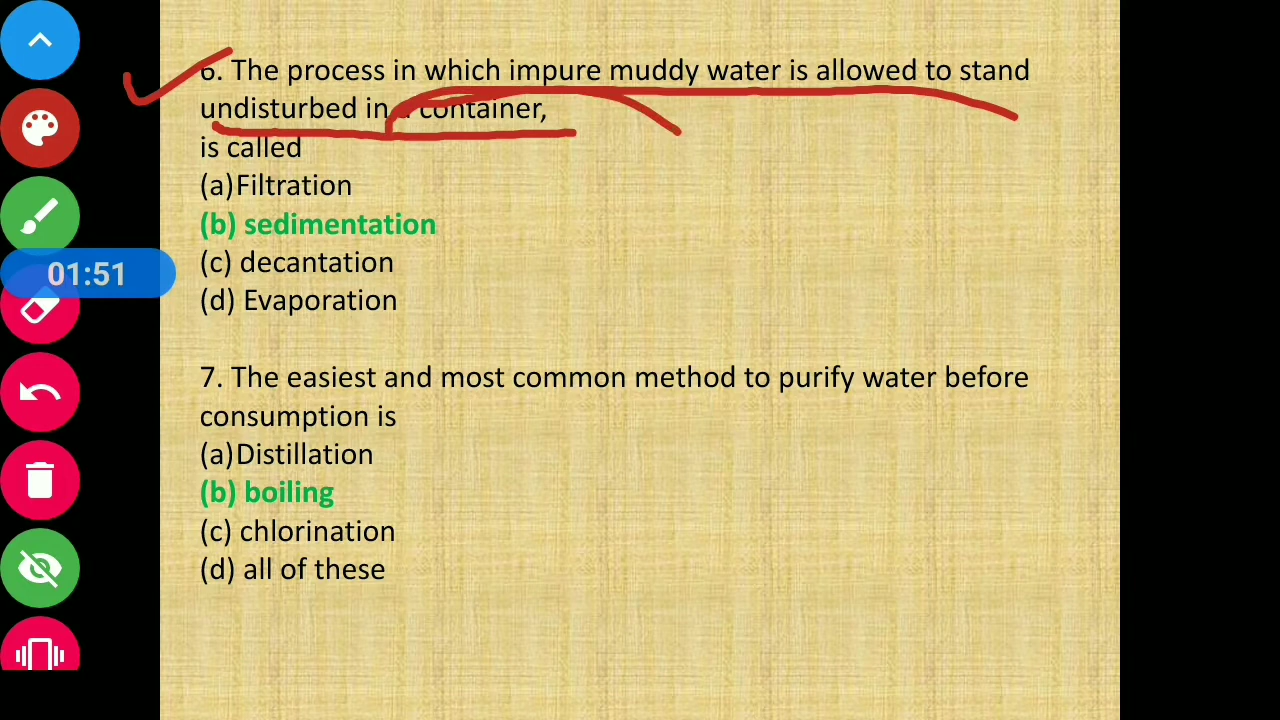 6. The process in which impure muddy water is allowed to stand
undisturbed in a container,
is called
(a)Filtration
(b) sedimentation
(c) decantation
(d) Evaporation
01:51
7. The easiest and most common method to purify water before
consumption is
(a)Distillation
(b) boiling
(c) chlorination
(d) all of these